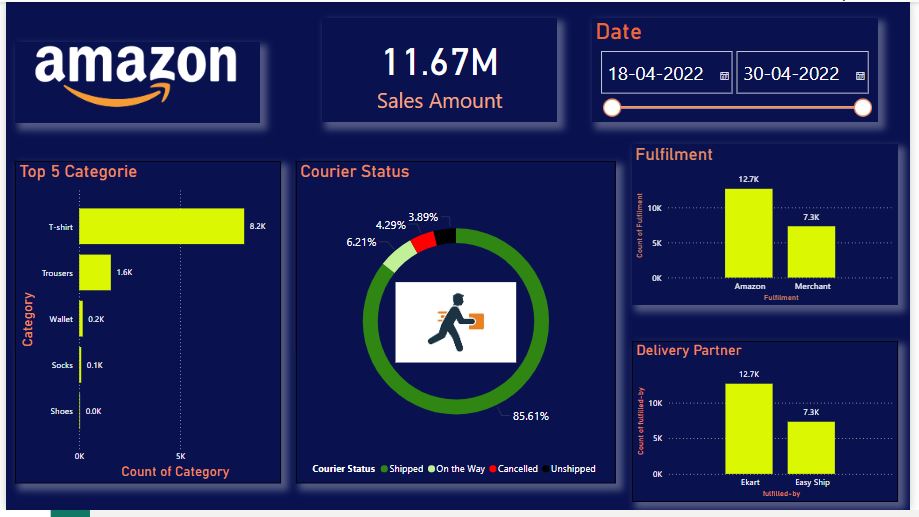 amazon
11.67M
Sales Amount
Date
18-04-2022
30-04-2022
Top 5 Categorie
Category
T-shirt
8.2K
Trousers
1.6K
Wallet
0.2K
Socks
0.1K
Shoes
0.0K
0K
5K
Count of Category
Courier Status
3.89%
4.29%
6.21%
85.61%
Courier Status Shipped On the Way Cancelled Unshipped
Fulfilment
Count of Fulfilment
12.7K
7.3K
10K
5K
0K
Amazon
Merchant
Fulfilment
Delivery Partner
Count of fulfilled-by
12.7K
7.3K
10K
5K
0K
Ekart
Easy Ship
fulfilled-by